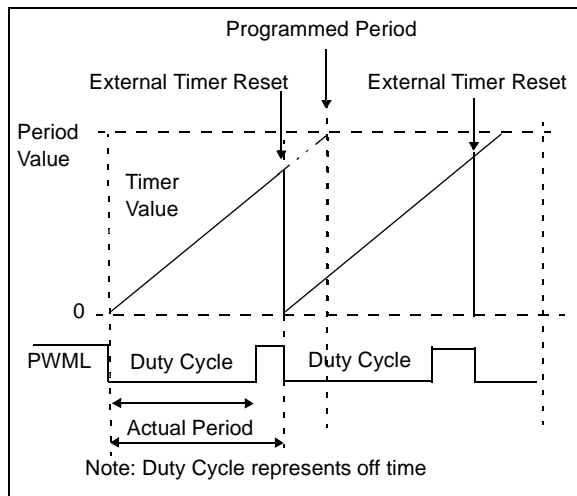 Programmed Period
External Timer Reset
External Timer Reset
Period
Value
Timer
Value
0
PWML
Duty Cycle
Duty Cycle
Actual Period
Note: Duty Cycle represents off time